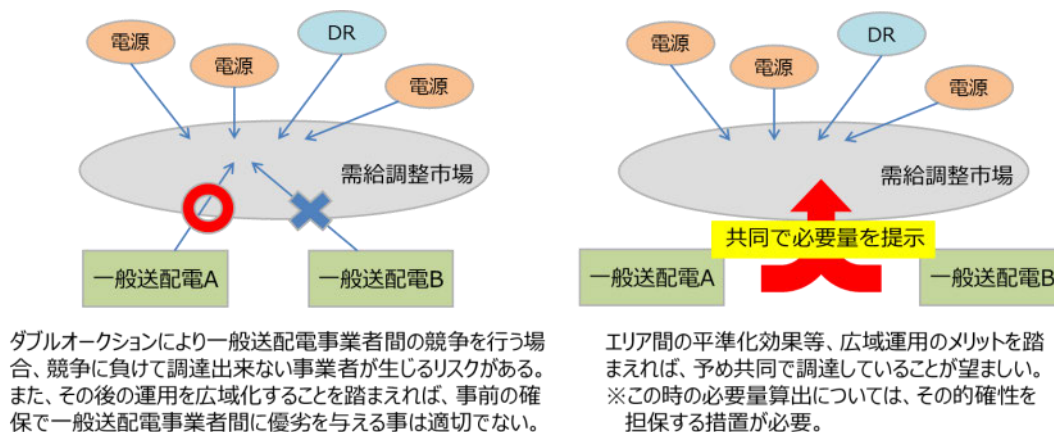 電源
電源
DR
電源
需給調整市場
一般送配電A
一般送配電B
ダブルオークションにより一般送配電事業者間の競争を行う場
合、競争に負けて調達出来ない事業者が生じるリスクがある。
また、その後の運用を広域化することを踏まえれば、事前の確
保で一般送配電事業者間に優劣を与える事は適切でない。
電源
電源
DR
電源
需給調整市場
共同で必要量を提示
一般送配電A
一般送配電B
エリア間の平準化効果等、広域運用のメリットを踏
まえれば、予め共同で調達していることが望ましい。
※この時の必要量算出については、その的確性を
担保する措置が必要。